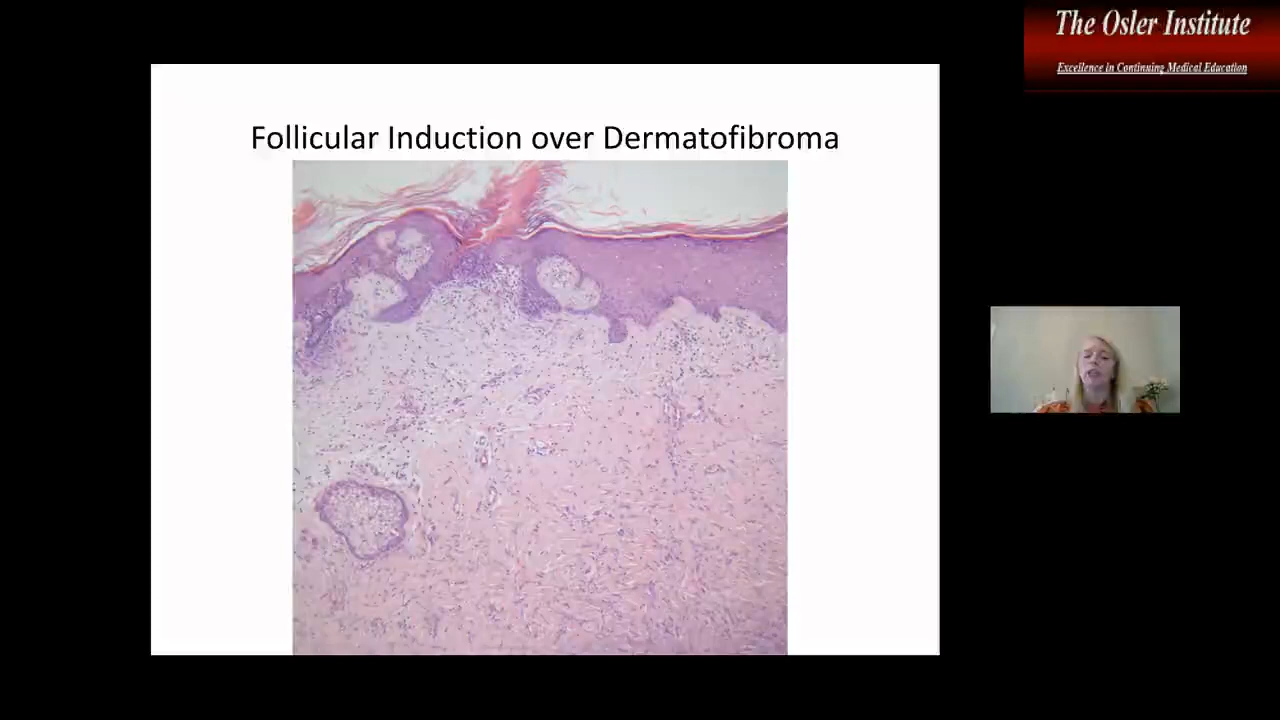 The Osler Institute
Excellence in Continuing Medical Education
Follicular Induction over Dermatofibroma